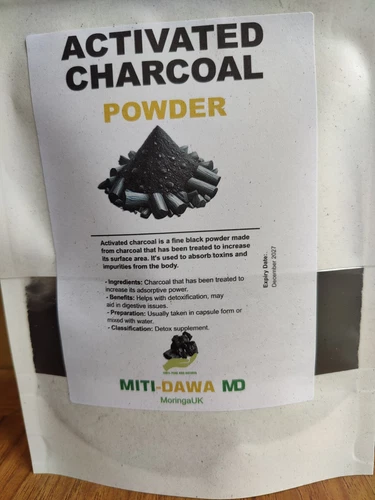 ACTIVATED
CHARCOAL
POWDER
Activated charcoal is a fine black powder made
from charcoal that has been treated to increase
its surface area. It's used to absorb toxins and
impurities from the body.
Expiry Date:
December 2027
- Ingredients: Charcoal that has been treated to
increase its adsorptive power.
- Benefits: Helps with detoxification, may
aid in digestive issues.
- Preparation: Usually taken in capsule form or
mixed with water.
- Classification: Detox supplement.
MITI-DAWA MD
MoringaUK